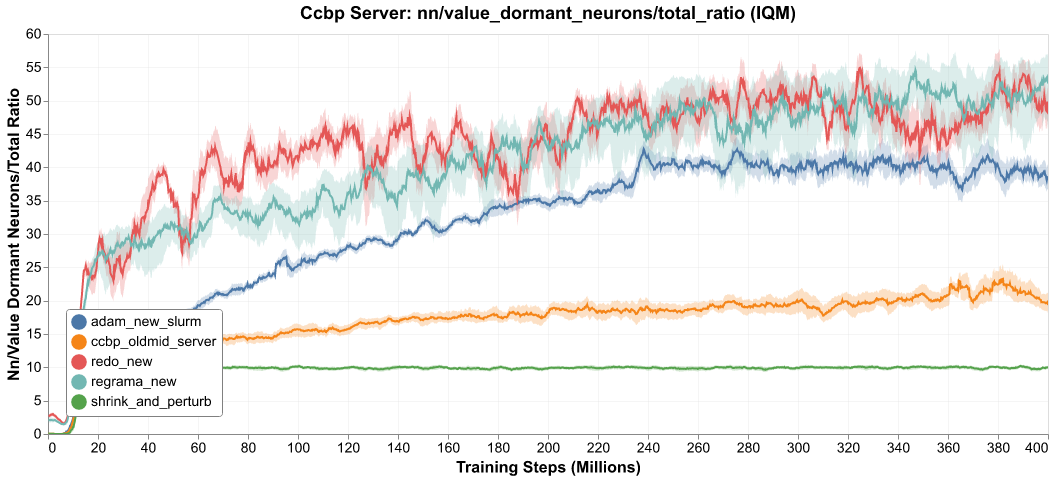 Ccbp Server: nn/value_dormant_neurons/total_ratio (IQM)
Nn/Value Dormant Neurons/Total Ratio
60
55
50
45
40
35
30
25
20
15
10
5
0
adam_new_slurm
ccbp_oldmid_server
redo_new
regrama_new
shrink_and_perturb
0 20 40 60 80 100 120 140 160 180 200 220 240 260 280 300 320 340 360 380 400
Training Steps (Millions)